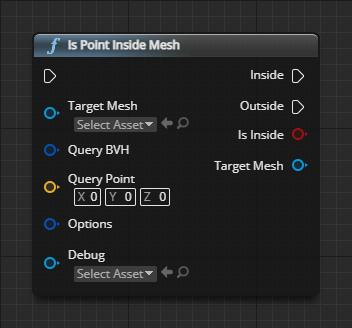 f Is Point Inside Mesh
Inside
Target Mesh
Select Asset
Outside
Query BVH
Is Inside
Query Point
X 0 Y 0 Z 0
Target Mesh
Options
Debug
Select Asset